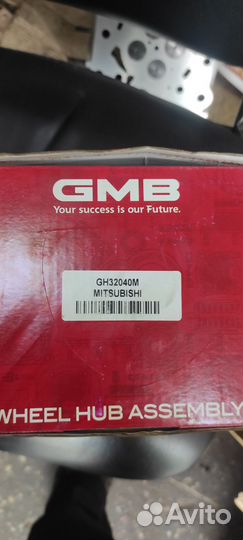 GMB
Your success is our Future.
GH32040M
MITSUBISHI
WHEEL HUB ASSEMBLY
Avito